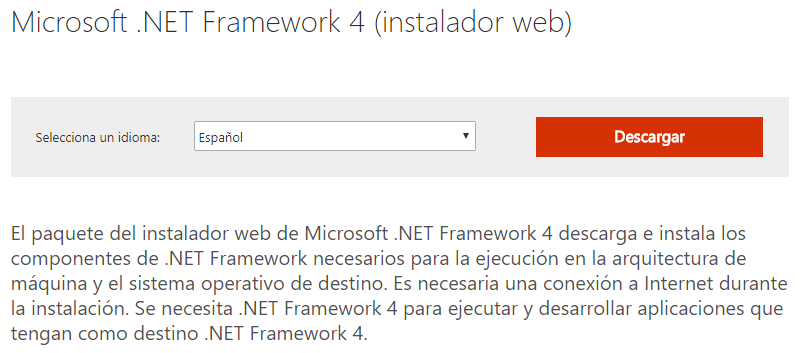 Microsoft .NET Framework 4 (instalador web)
Selecciona un idioma: Español Descargar
El paquete del instalador web de Microsoft .NET Framework 4 descarga e instala los
componentes de .NET Framework necesarios para la ejecución en la arquitectura de
máquina y el sistema operativo de destino. Es necesaria una conexión a Internet durante
la instalación. Se necesita .NET Framework 4 para ejecutar y desarrollar aplicaciones que
tengan como destino .NET Framework 4.